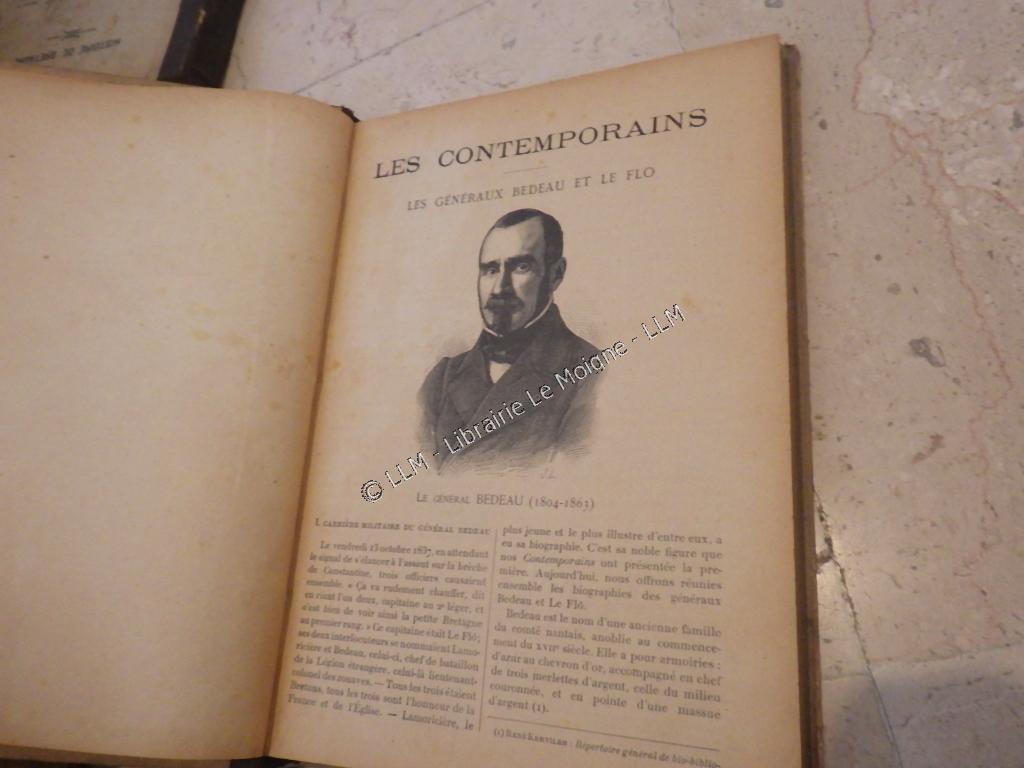 LES CONTEMPORAINS
LES GÉNÉRAUX BEDEAU ET LE FLO
© LLM - Librairie Le Moigne - LLM
LE GÉNÉRAL BEDEAU (1804-1863)
I. CARRIÈRE MILITAIRE DU GÉNÉRAL BEDEAU
Le vendredi 13 octobre 1837, en attendant
le signal de s'élancer à l'assaut sur la brèche
de Constantine, trois officiers causaient
ensemble. « Ça va rudement chauffer, dit
en riant l'un deux, capitaine au 2e léger, et
c'est bien de voir ainsi la petite Bretagne
au premier rang. » Ce capitaine était Le Flô;
ses deux interlocuteurs se nommaient Lamo-
ricière et Bedeau, celui-ci, chef de bataillon
de la Légion étrangère, celui-là lieutenant-
colonel des zouaves. — Tous les trois étaient
Bretons, tous les trois sont l'honneur de la
France et de l'Église. — Lamoricière, le
plus jeune et le plus illustre d'entre eux, a
eu sa biographie. C'est sa noble figure que
nos Contemporains ont présentée la pre-
mière. Aujourd'hui, nous offrons réunies
ensemble les biographies des généraux
Bedeau et Le Flô.
Bedeau est le nom d'une ancienne famille
du comté nantais, anoblie au commence-
ment du XVIIe siècle. Elle a pour armoiries :
d'azur au chevron d'or, accompagné en chef
de trois merlettes d'argent, celle du milieu
couronnée, et en pointe d'une massue
d'argent (1).
(1) RENÉ KERVILER : Répertoire général de bio-biblio-